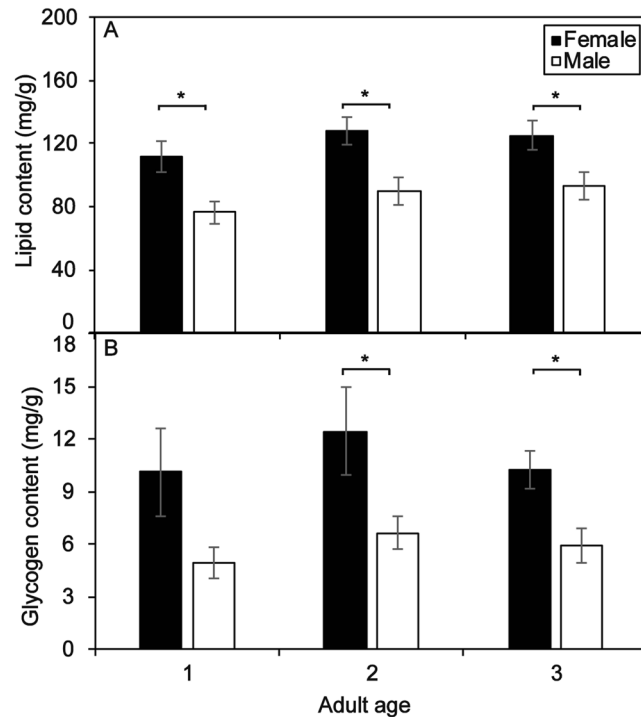 A
Female
Male
Lipid content (mg/g)
200
160
120
80
40
0
*
*
*
B
Glycogen content (mg/g)
18
15
12
9
6
3
0
*
*
1 2 3
Adult age